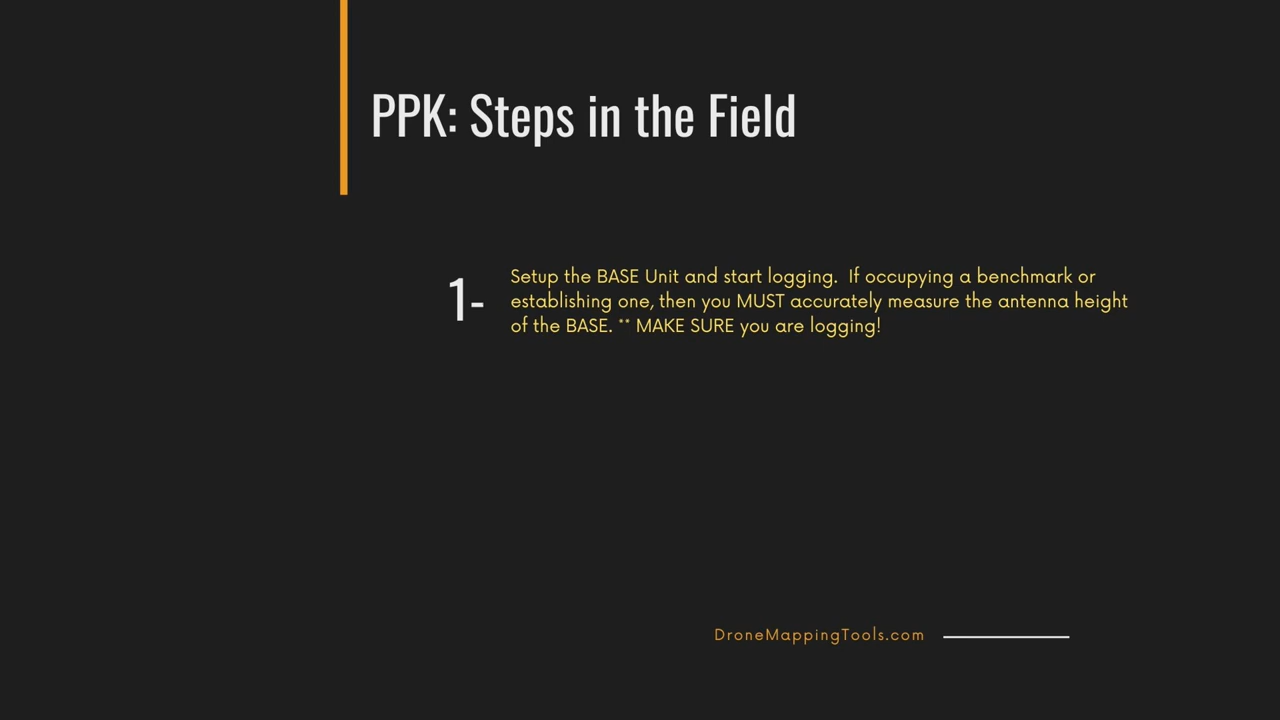 PPK: Steps in the Field
1-
Setup the BASE Unit and start logging.  If occupying a benchmark or
establishing one, then you MUST accurately measure the antenna height
of the BASE. ** MAKE SURE you are logging!
DroneMappingTools.com